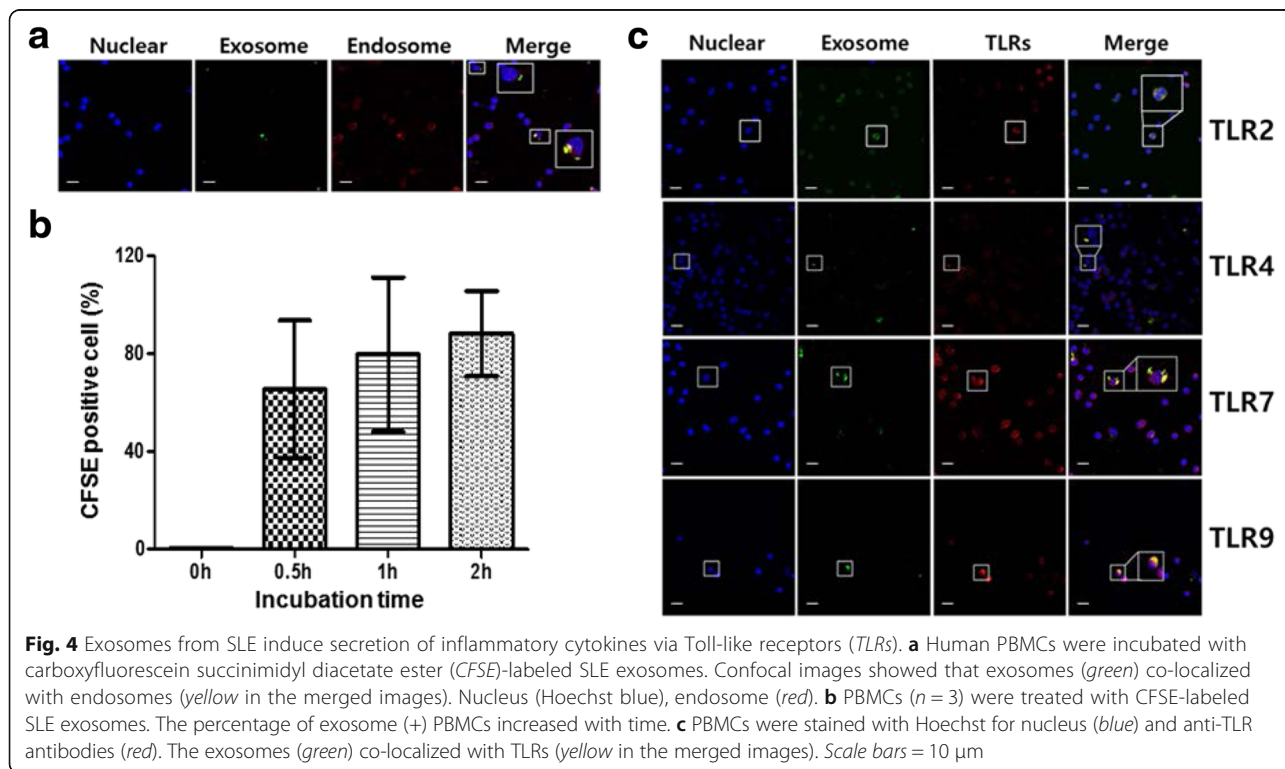 a
Nuclear Exosome Endosome Merge
b
CFSE positive cell (%)
120
80
40
0
0h 0.5h 1h 2h
Incubation time
c
Nuclear Exosome TLRs Merge
TLR2
TLR4
TLR7
TLR9
Fig. 4 Exosomes from SLE induce secretion of inflammatory cytokines via Toll-like receptors (TLRs). a Human PBMCs were incubated with
carboxyfluorescein succinimidyl diacetate ester (CFSE)-labeled SLE exosomes. Confocal images showed that exosomes (green) co-localized
with endosomes (yellow in the merged images). Nucleus (Hoechst blue), endosome (red). b PBMCs (n = 3) were treated with CFSE-labeled
SLE exosomes. The percentage of exosome (+) PBMCs increased with time. c PBMCs were stained with Hoechst for nucleus (blue) and anti-TLR
antibodies (red). The exosomes (green) co-localized with TLRs (yellow in the merged images). Scale bars = 10 μm